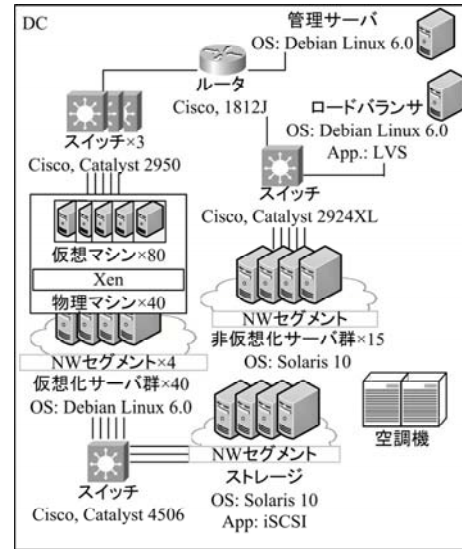 DC
管理サーバ
OS: Debian Linux 6.0
ルータ
Cisco, 1812J
ロードバランサ
OS: Debian Linux 6.0
App.: LVS
スイッチ×3
Cisco, Catalyst 2950
スイッチ
Cisco, Catalyst 2924XL
仮想マシン×80
Xen
物理マシン×40
NWセグメント×4
仮想化サーバ群×40
OS: Debian Linux 6.0
NWセグメント
非仮想化サーバ群×15
OS: Solaris 10
空調機
スイッチ
Cisco, Catalyst 4506
NWセグメント
ストレージ
OS: Solaris 10
App: iSCSI